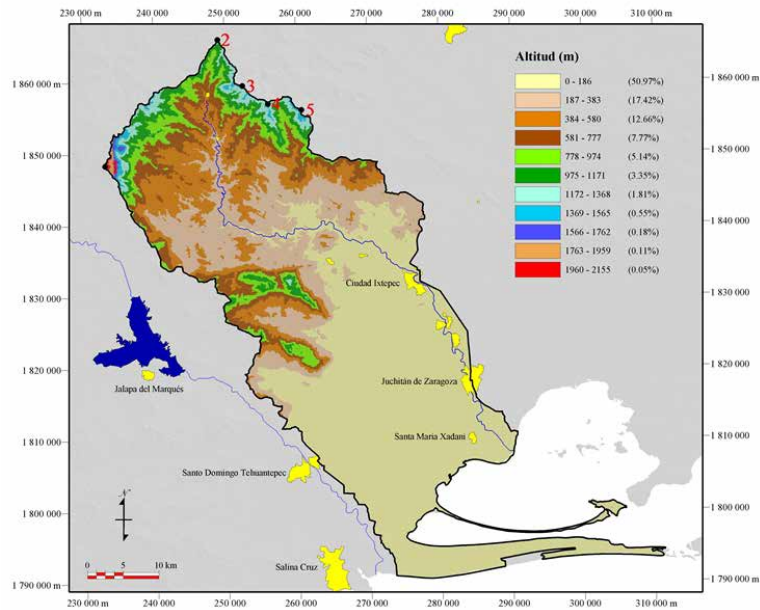 230 000 m 240 000 m 250 000 m 260 000 m 270 000 m 280 000 m 290 000 m 300 000 m 310 000 m
2
3
4
5
Altitud (m)
0 - 186 (50.97%)
187 - 383 (17.42%)
384 - 580 (12.66%)
581 - 777 (7.77%)
778 - 974 (5.14%)
975 - 1171 (3.35%)
1172 - 1368 (1.81%)
1369 - 1565 (0.55%)
1566 - 1762 (0.18%)
1763 - 1959 (0.11%)
1960 - 2155 (0.05%)
1 860 000 m
1 850 000 m
1 840 000 m
1 830 000 m
1 820 000 m
1 810 000 m
1 800 000 m
1 790 000 m
1 860 000 m
1 850 000 m
1 840 000 m
1 830 000 m
1 820 000 m
1 810 000 m
1 800 000 m
1 790 000 m
Ciudad Ixtepec
Juchitán de Zaragoza
Jalapa del Marqués
Santa Maria Xadani
Santo Domingo Tehuantepec
Salina Cruz
N
0 5 10 km
230 000 m 240 000 m 250 000 m 260 000 m 270 000 m 280 000 m 290 000 m 300 000 m 310 000 m